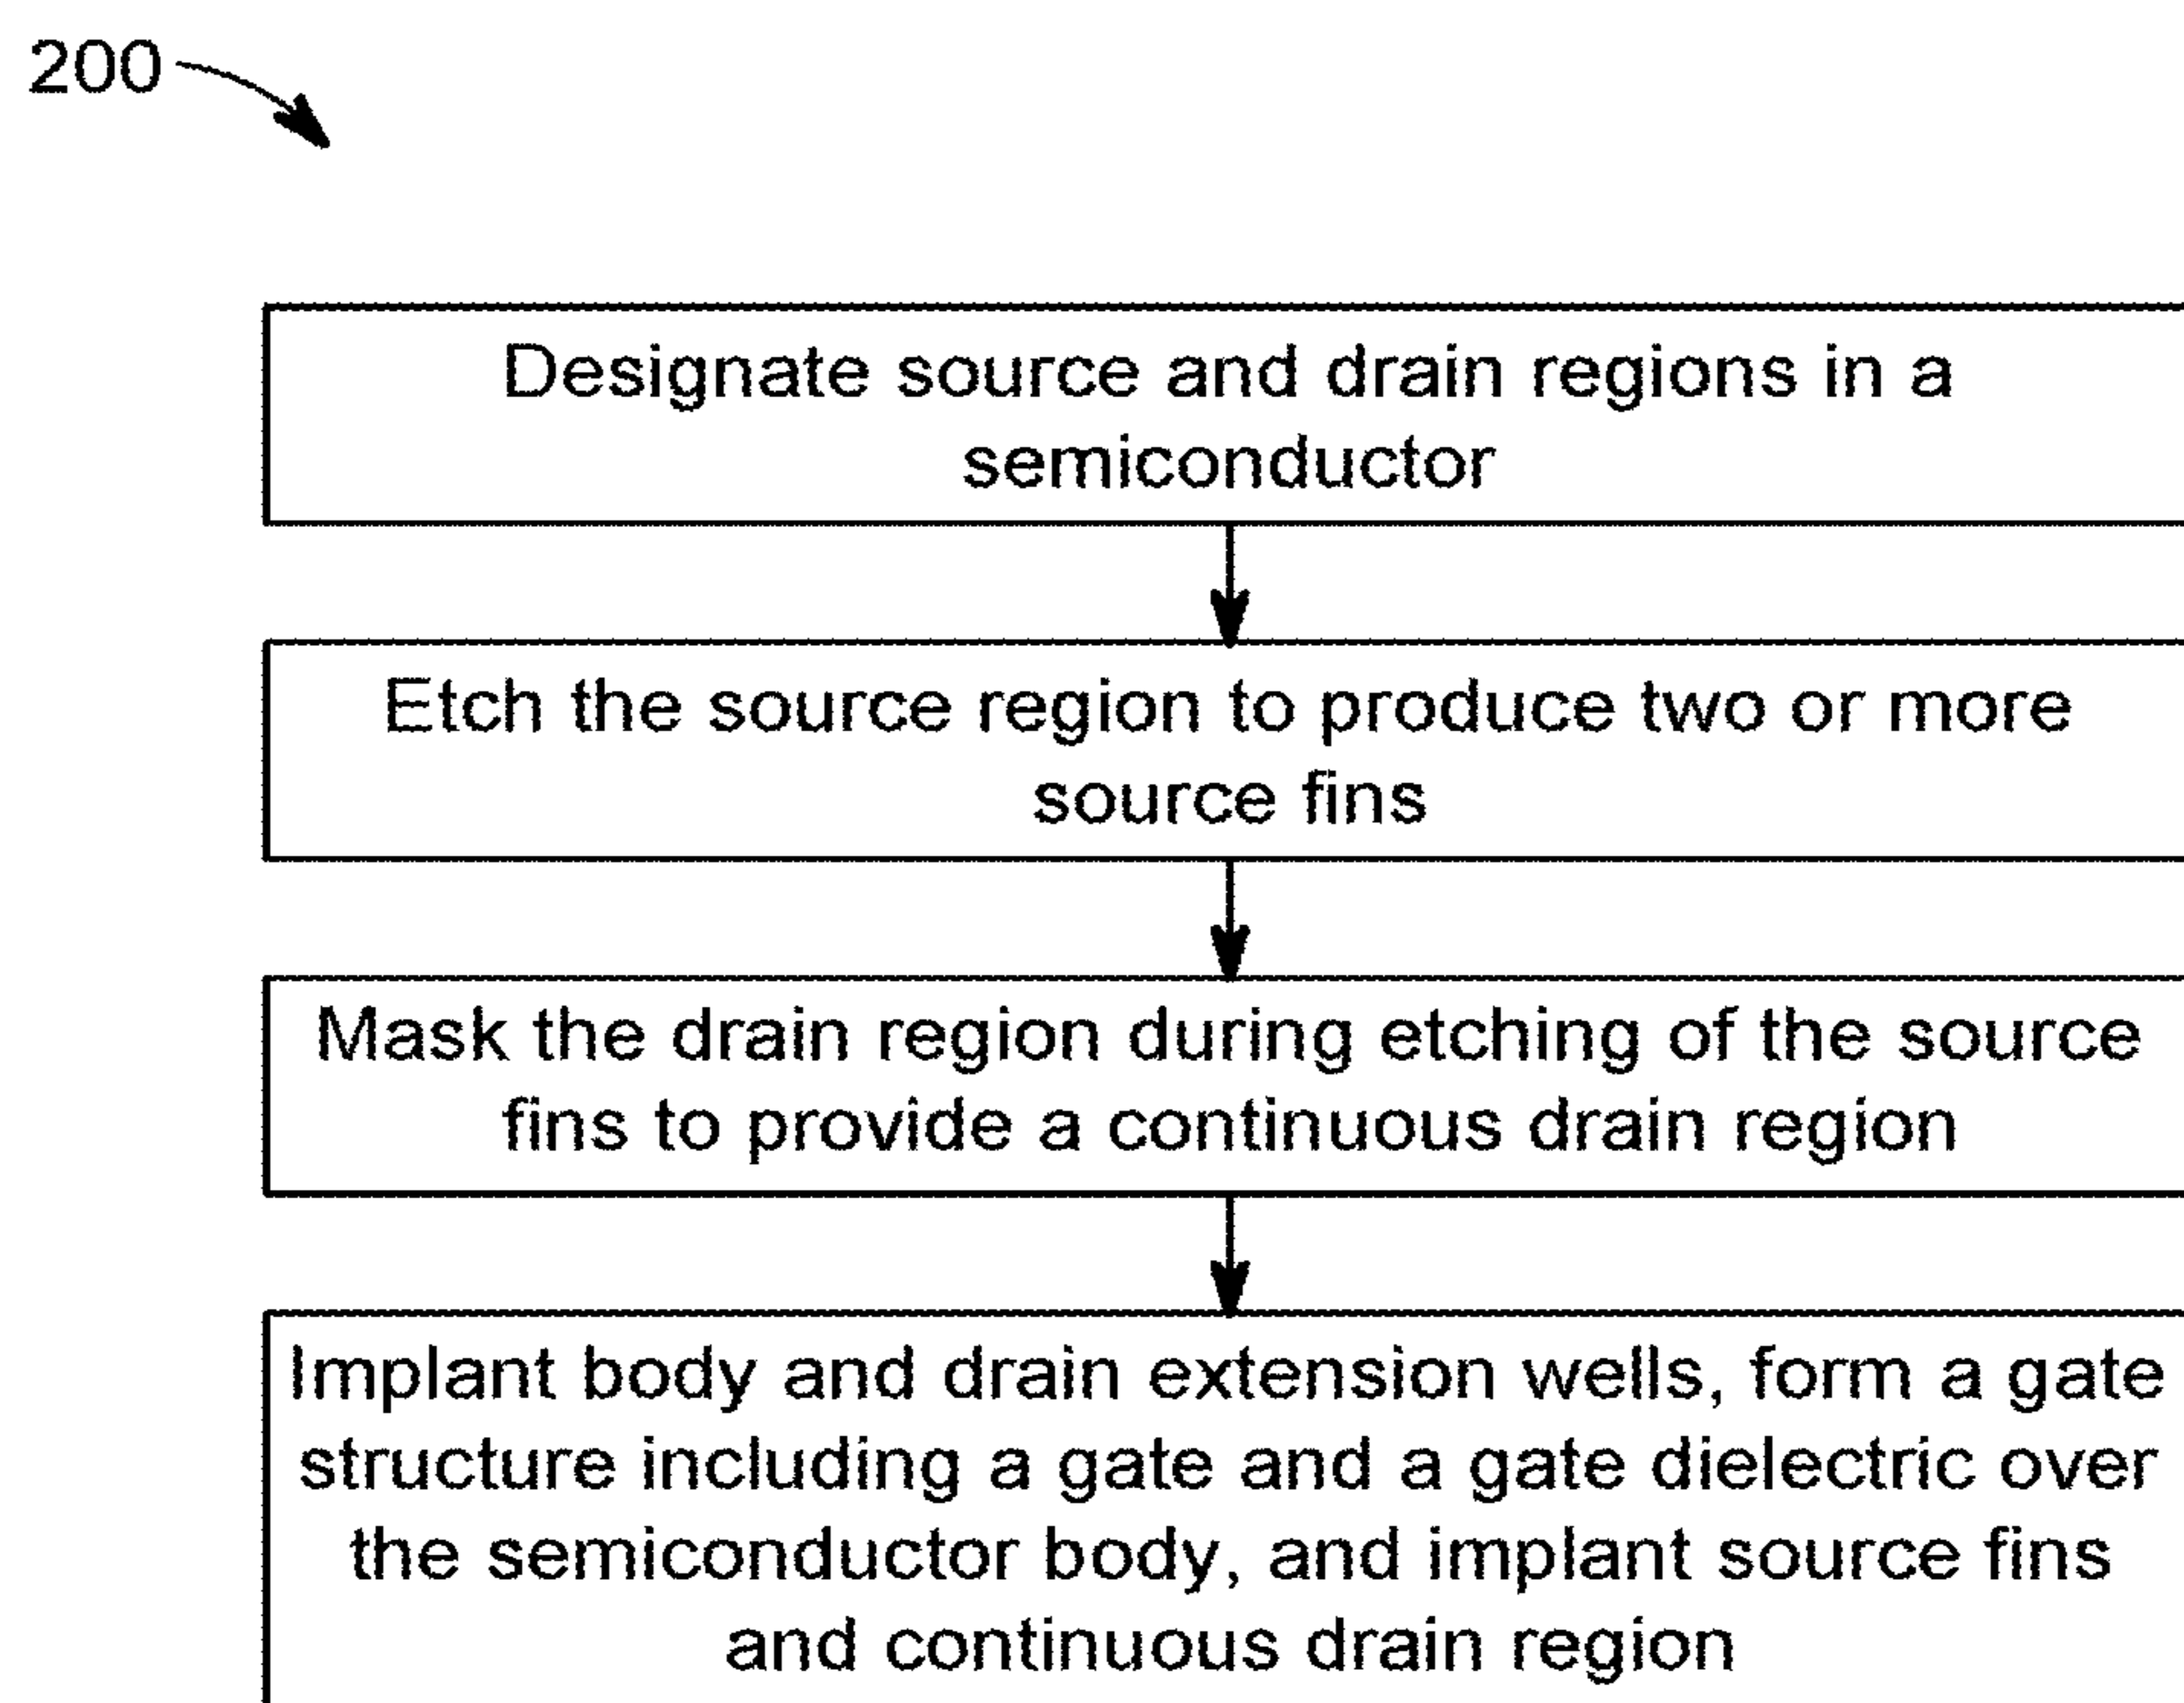 200
Designate source and drain regions in a
semiconductor
Etch the source region to produce two or more
source fins
Mask the drain region during etching of the source
fins to provide a continuous drain region
Implant body and drain extension wells, form a gate
structure including a gate and a gate dielectric over
the semiconductor body, and implant source fins
and continuous drain region